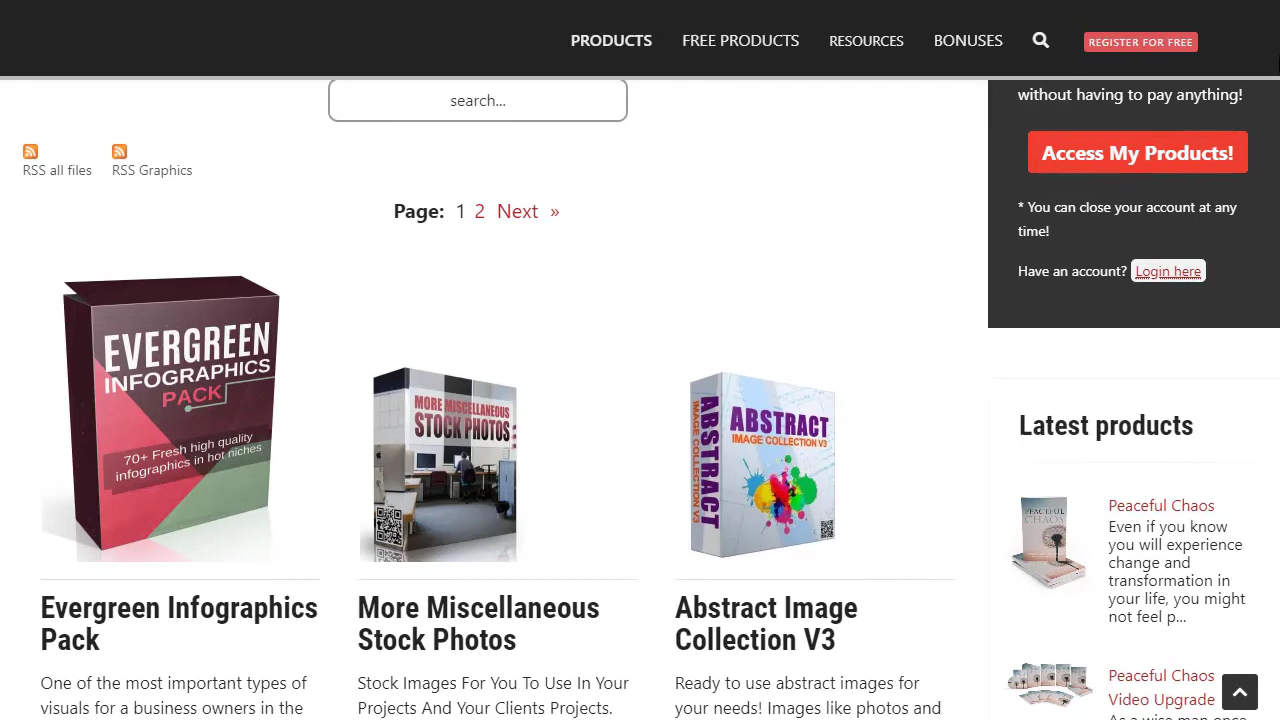 PRODUCTS FREE PRODUCTS RESOURCES BONUSES REGISTER FOR FREE
search...
RSS all files RSS Graphics
Page: 1 2 Next »
EVERGREEN
INFOGRAPHICS
PACK
70+ Fresh high quality
infographics in hot niches
MORE MISCELLANEOUS
STOCK PHOTOS
ABSTRACT
IMAGE COLLECTION V3
ABSTRACT
IMAGE COLLECTION V3
Evergreen Infographics
Pack
One of the most important types of
visuals for a business owners in the
More Miscellaneous
Stock Photos
Stock Images For You To Use In Your
Projects And Your Clients Projects.
Abstract Image
Collection V3
Ready to use abstract images for
your needs! Images like photos and
without having to pay anything!
Access My Products!
* You can close your account at any
time!
Have an account? Login here
Latest products
PEACEFUL
CHAOS
Peaceful Chaos
Even if you know
you will experience
change and
transformation in
your life, you might
not feel p...
Peaceful Chaos
Video Upgrade